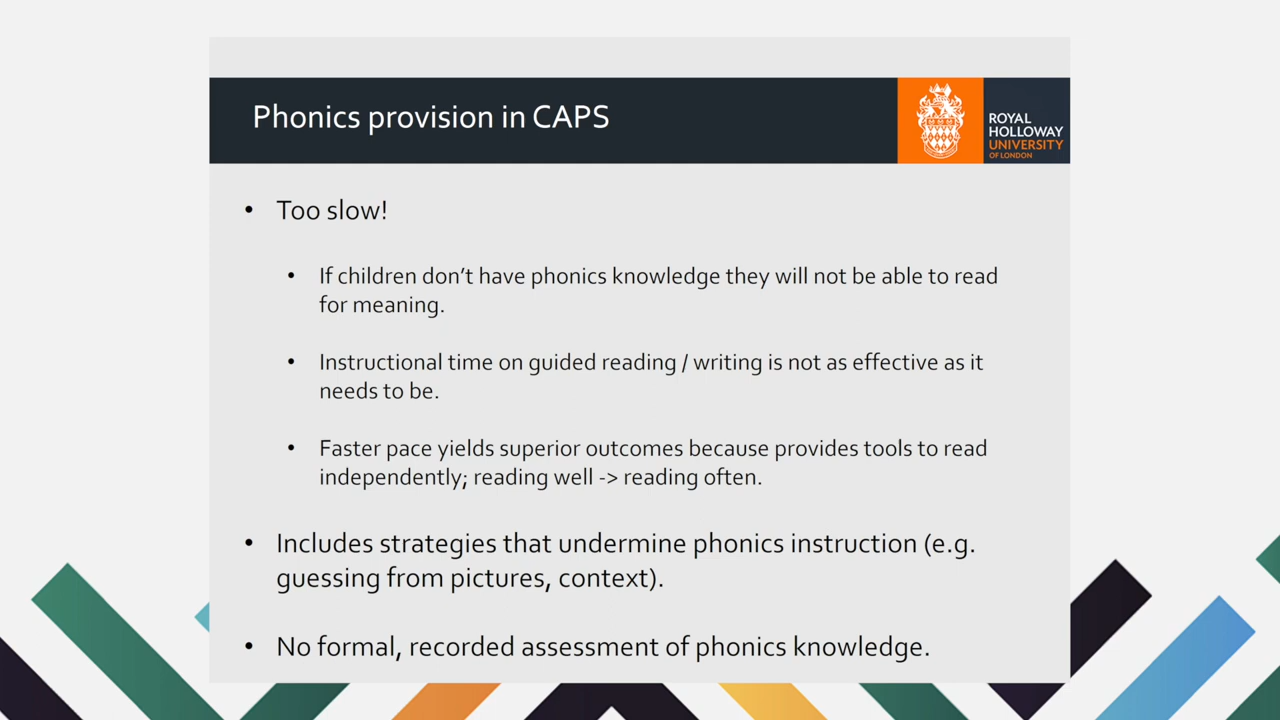 Phonics provision in CAPS
ROYAL
HOLLOWAY
UNIVERSITY
OF LONDON
• Too slow!
• If children don't have phonics knowledge they will not be able to read
for meaning.
• Instructional time on guided reading / writing is not as effective as it
needs to be.
• Faster pace yields superior outcomes because provides tools to read
independently; reading well -> reading often.
• Includes strategies that undermine phonics instruction (e.g.
guessing from pictures, context).
• No formal, recorded assessment of phonics knowledge.